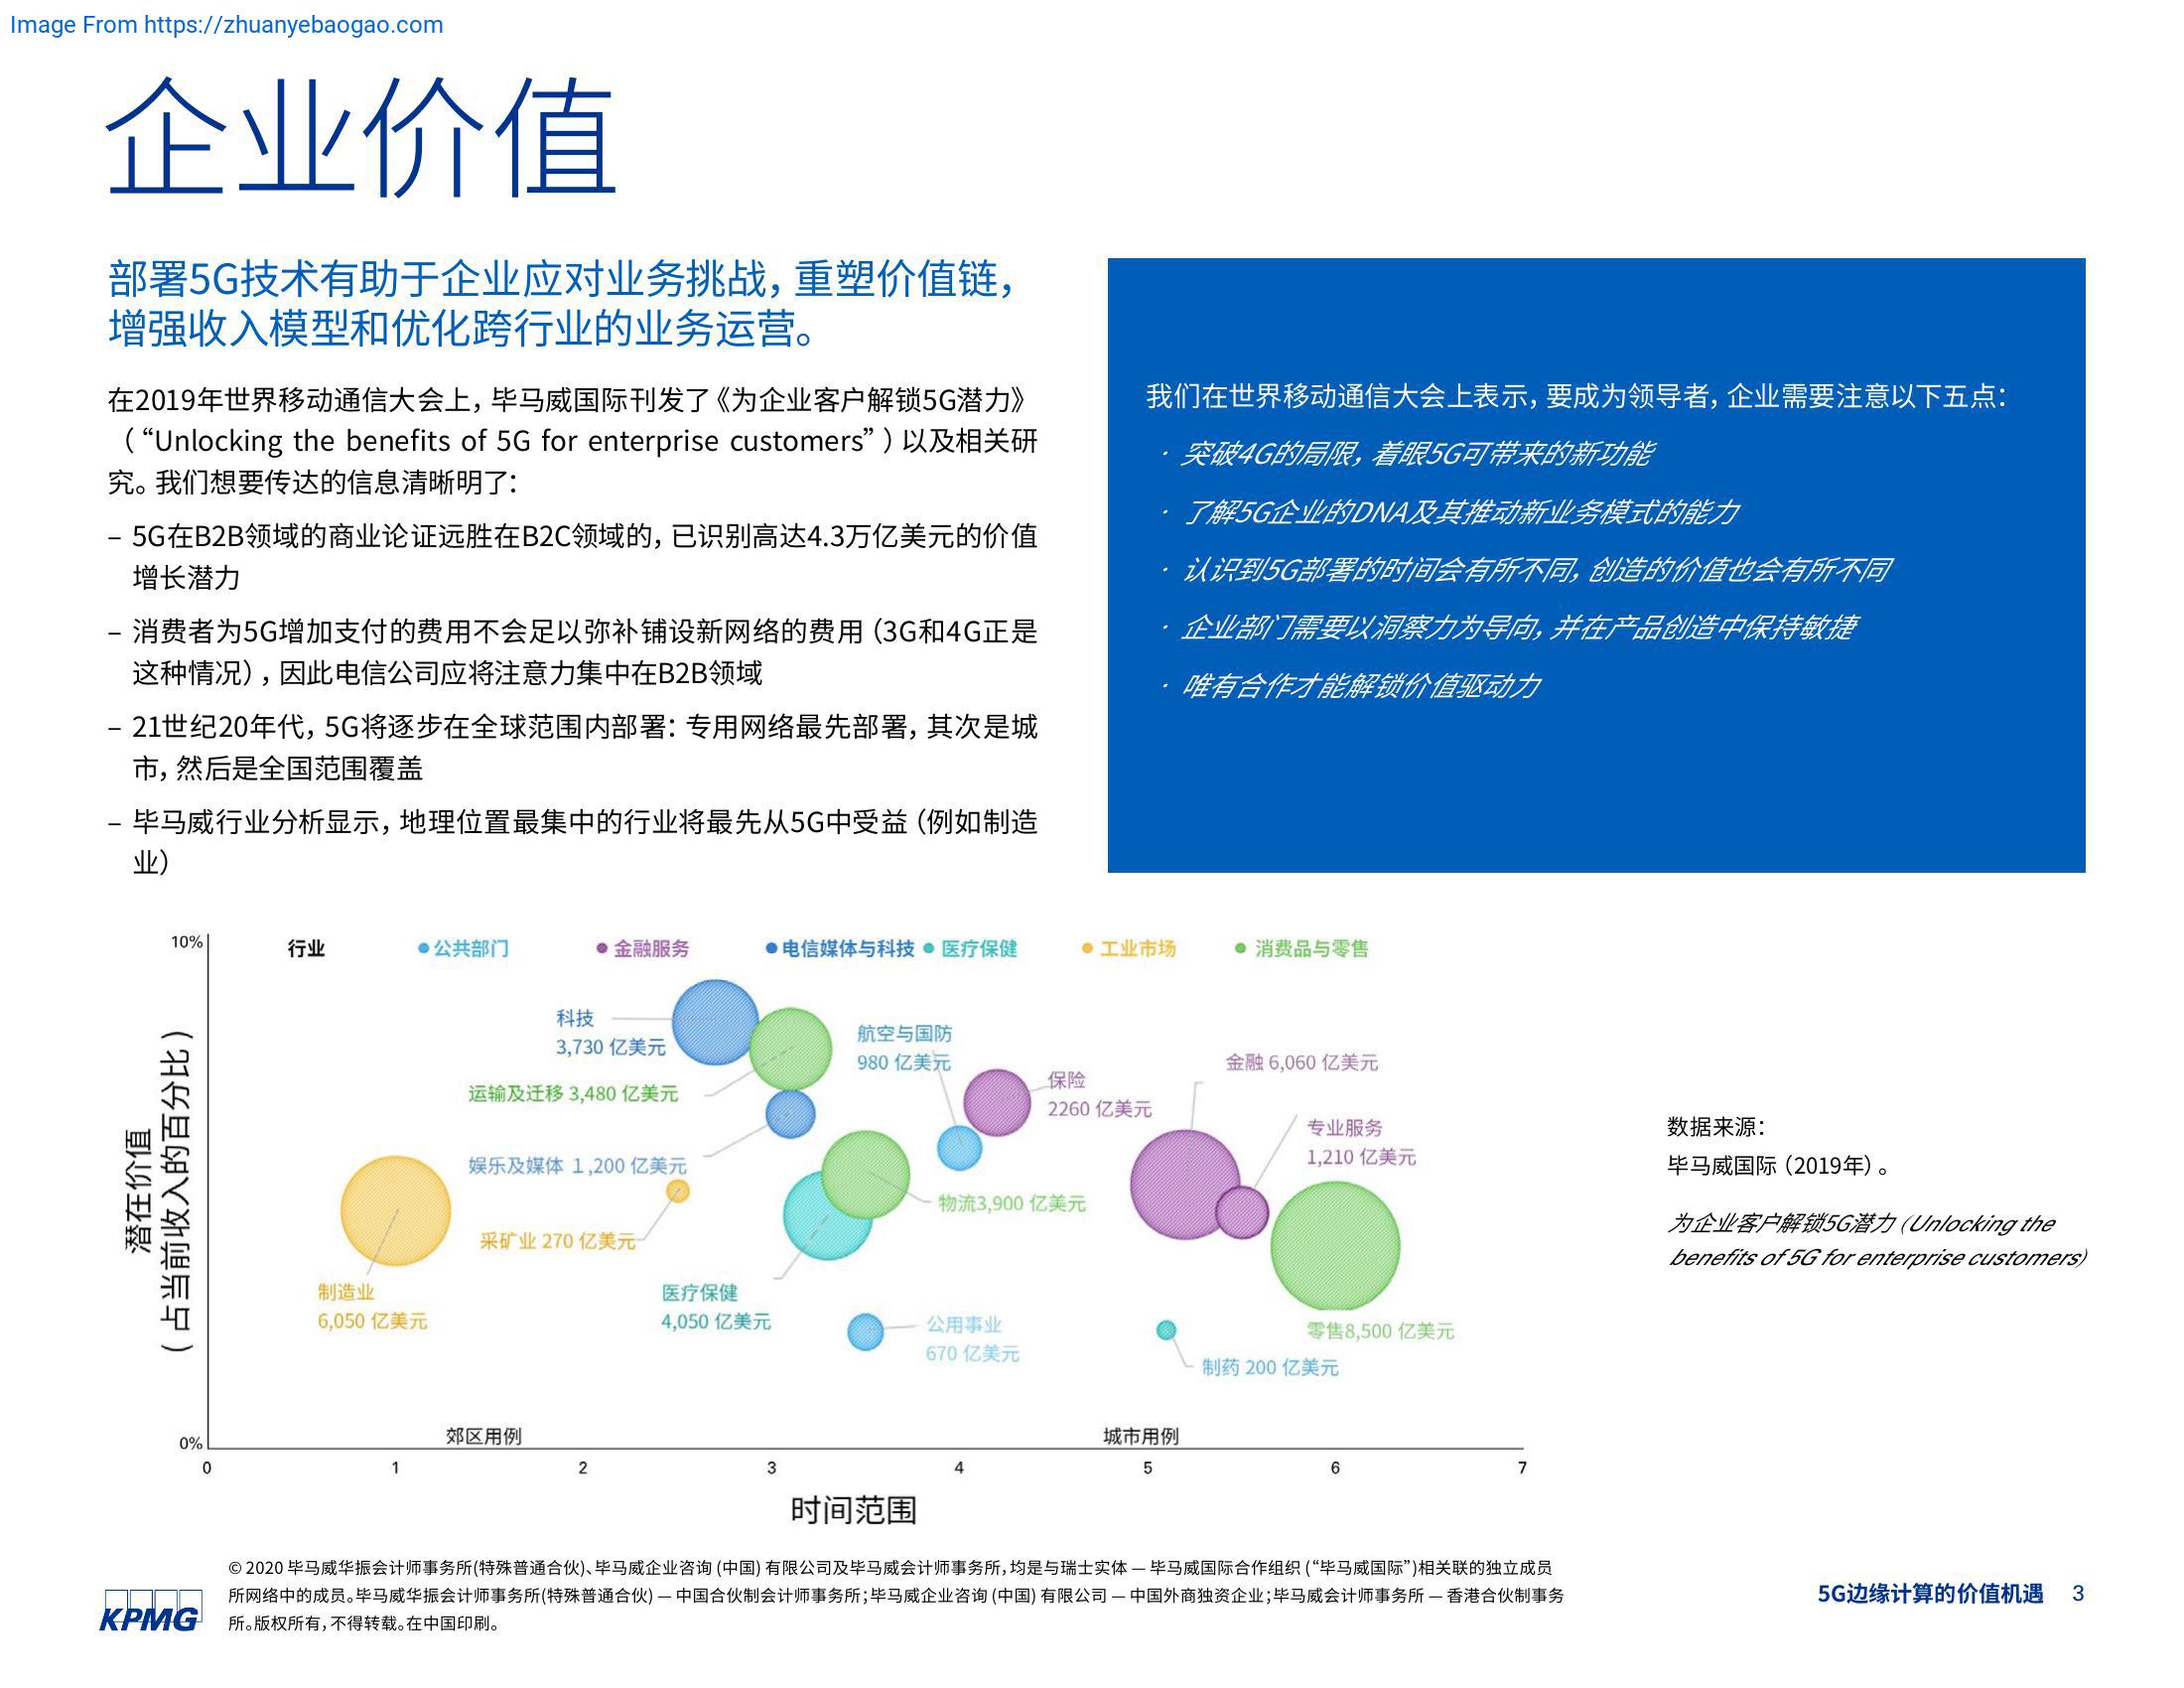 Image From https://zhuanyebaogao.com
企业价值
部署5G技术有助于企业应对业务挑战，重塑价值链，
增强收入模型和优化跨行业的业务运营。
在2019年世界移动通信大会上，毕马威国际刊发了《为企业客户解锁5G潜力》
（“Unlocking the benefits of 5G for enterprise customers”）以及相关研
究。我们想要传达的信息清晰明了：
– 5G在B2B领域的商业论证远胜在B2C领域的，已识别高达4.3万亿美元的价值
增长潜力
– 消费者为5G增加支付的费用不会足以弥补铺设新网络的费用（3G和4G正是
这种情况），因此电信公司应将注意力集中在B2B领域
– 21世纪20年代，5G将逐步在全球范围内部署：专用网络最先部署，其次是城
市，然后是全国范围覆盖
– 毕马威行业分析显示，地理位置最集中的行业将最先从5G中受益（例如制造
业）
我们在世界移动通信大会上表示，要成为领导者，企业需要注意以下五点：
· 突破4G的局限，着眼5G可带来的新功能
· 了解5G企业的DNA及其推动新业务模式的能力
· 认识到5G部署的时间会有所不同，创造的价值也会有所不同
· 企业部门需要以洞察力为导向，并在产品创造中保持敏捷
· 唯有合作才能解锁价值驱动力
10%
行业 公共部门 金融服务 电信媒体与科技 医疗保健 工业市场 消费品与零售
科技
3,730 亿美元
运输及迁移 3,480 亿美元
娱乐及媒体 1,200 亿美元
采矿业 270 亿美元
制造业
6,050 亿美元
医疗保健
4,050 亿美元
航空与国防
980 亿美元
保险
2260 亿美元
物流3,900 亿美元
公用事业
670 亿美元
金融 6,060 亿美元
专业服务
1,210 亿美元
零售8,500 亿美元
制药 200 亿美元
潜在价值
（占当前收入的百分比）
郊区用例
城市用例
0%
0 1 2 3 4 5 6 7
时间范围
数据来源：
毕马威国际（2019年）。
为企业客户解锁5G潜力（Unlocking the
benefits of 5G for enterprise customers)
KPMG
© 2020 毕马威华振会计师事务所(特殊普通合伙)、毕马威企业咨询 (中国) 有限公司及毕马威会计师事务所，均是与瑞士实体 — 毕马威国际合作组织 (“毕马威国际”)相关联的独立成员
所网络中的成员。毕马威华振会计师事务所(特殊普通合伙) — 中国合伙制会计师事务所；毕马威企业咨询 (中国) 有限公司 — 中国外商独资企业；毕马威会计师事务所 — 香港合伙制事务
所。版权所有，不得转载。在中国印刷。
5G边缘计算的价值机遇 3